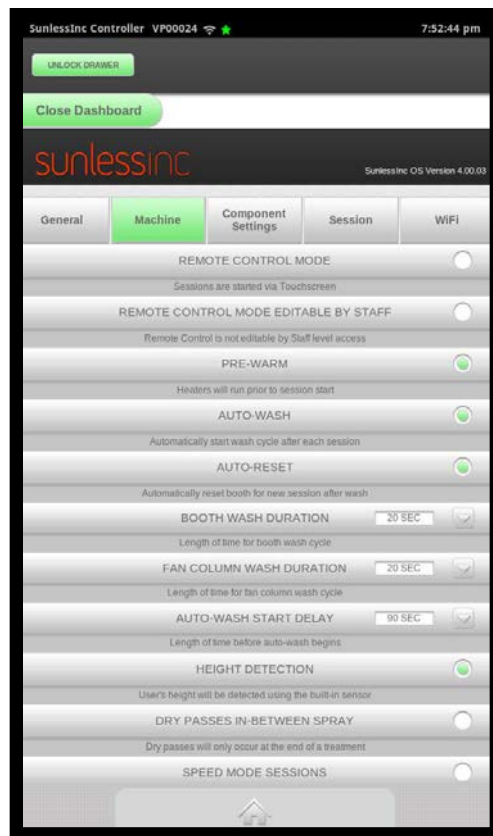 SunlessInc Controller VP00024 7:52:44 pm
UNLOCK DRAWER
Close Dashboard
sunlessinc
SunlessInc OS Version 4.00.03
General Machine Component Settings Session WiFi
REMOTE CONTROL MODE
Sessions are started via Touchscreen
REMOTE CONTROL MODE EDITABLE BY STAFF
Remote Control is not editable by Staff level access
PRE-WARM
Heaters will run prior to session start
AUTO-WASH
Automatically start wash cycle after each session
AUTO-RESET
Automatically reset booth for new session after wash
BOOTH WASH DURATION 20 SEC
Length of time for booth wash cycle
FAN COLUMN WASH DURATION 20 SEC
Length of time for fan column wash cycle
AUTO-WASH START DELAY 90 SEC
Length of time before auto-wash begins
HEIGHT DETECTION
User's height will be detected using the built-in sensor
DRY PASSES IN-BETWEEN SPRAY
Dry passes will only occur at the end of a treatment
SPEED MODE SESSIONS